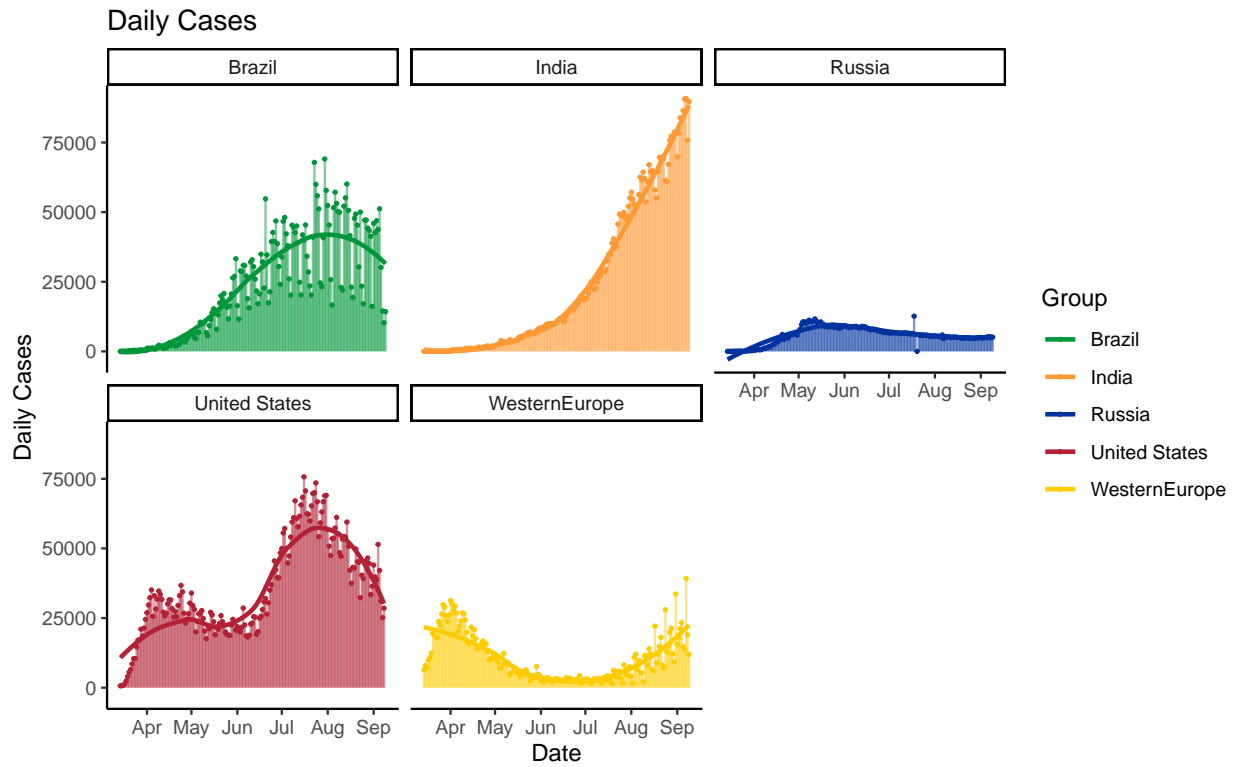 Daily Cases
Brazil
India
Russia
75000
50000
25000
0
Apr May Jun Jul Aug Sep
United States
WesternEurope
75000
50000
25000
0
Apr May Jun Jul Aug Sep
Apr May Jun Jul Aug Sep
Daily Cases
Date
Group
Brazil
India
Russia
United States
WesternEurope